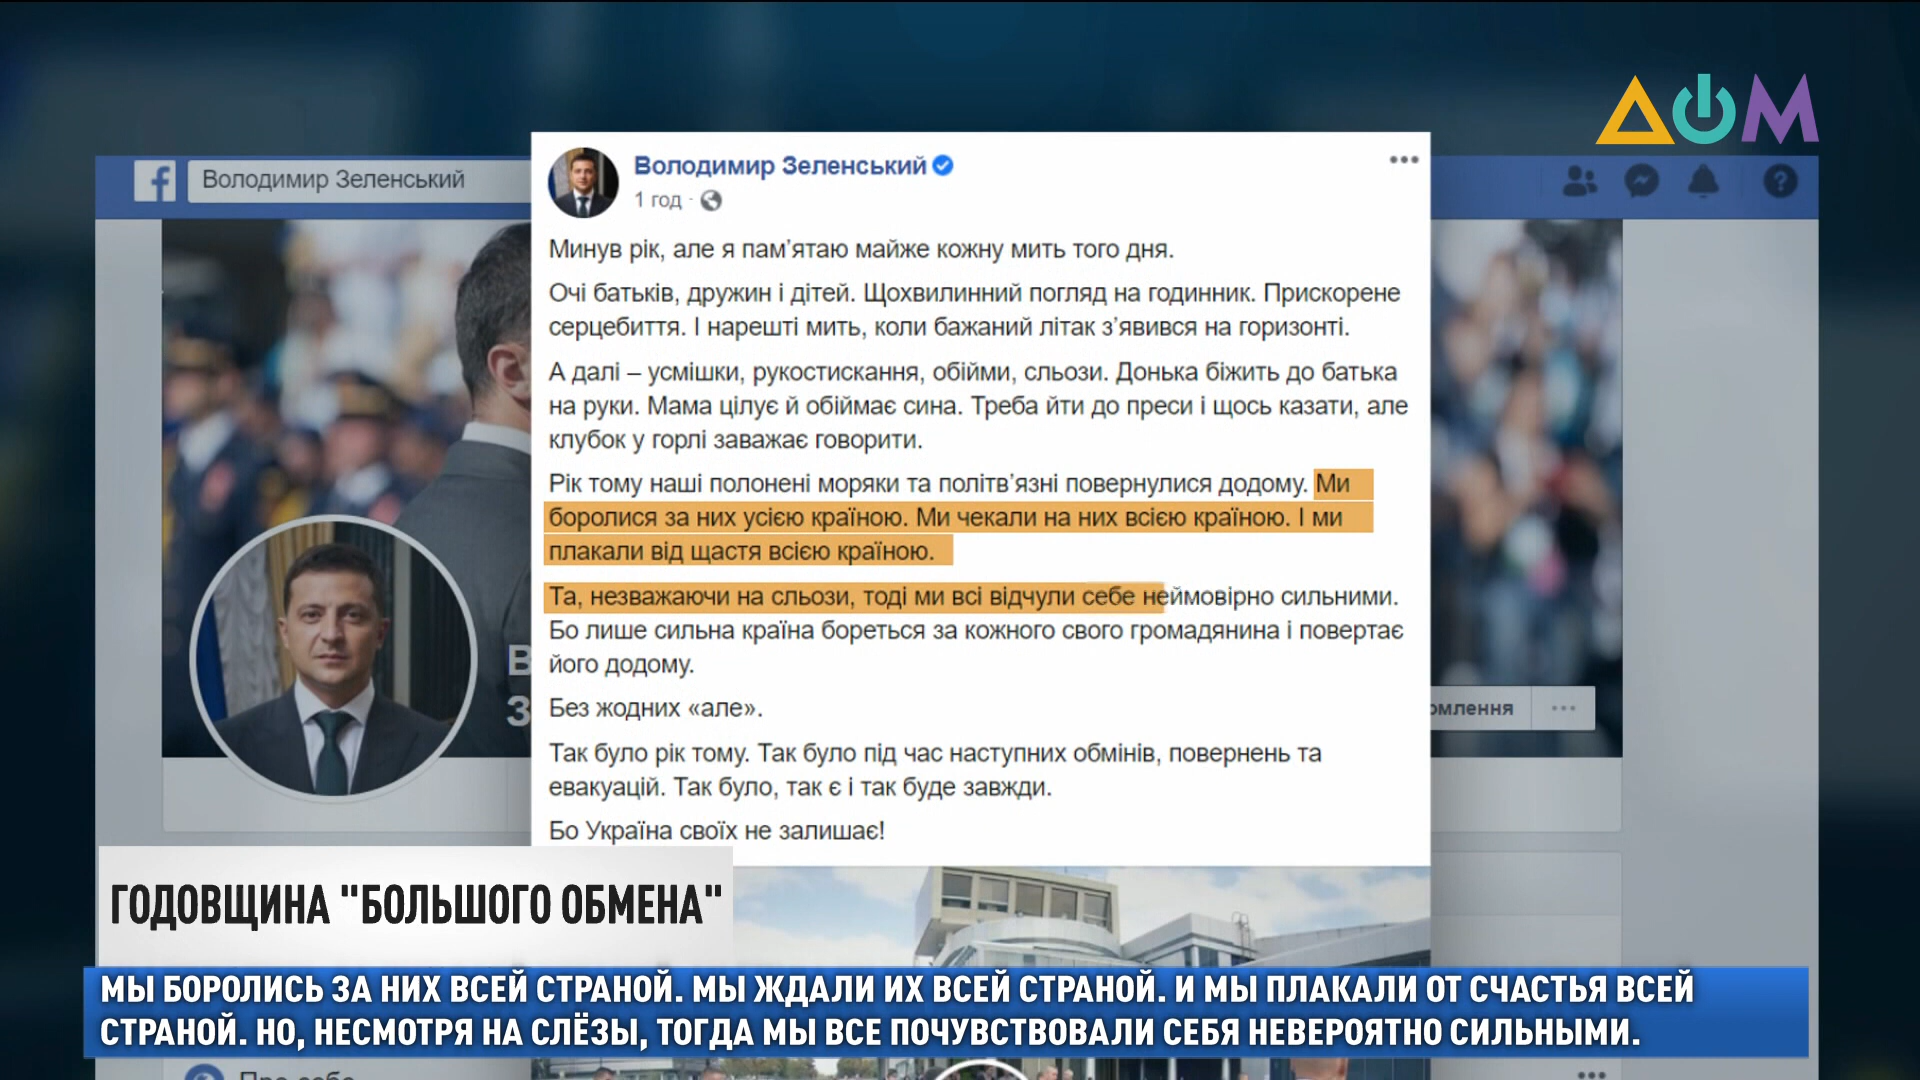 ДОМ
Володимир Зеленський
Володимир Зеленський
1 год ·
Минув рік, але я пам’ятаю майже кожну мить того дня.
Очі батьків, дружин і дітей. Щохвилинний погляд на годинник. Прискорене
серцебиття. І нарешті мить, коли бажаний літак з’явився на горизонті.
А далі – усмішки, рукостискання, обійми, сльози. Донька біжить до батька
на руки. Мама цілує й обіймає сина. Треба йти до преси і щось казати, але
клубок у горлі заважає говорити.
Рік тому наші полонені моряки та політв’язні повернулися додому. Ми
боролися за них усією країною. Ми чекали на них всією країною. І ми
плакали від щастя всією країною.
Та, незважаючи на сльози, тоді ми всі відчули себе неймовірно сильними.
Бо лише сильна країна бореться за кожного свого громадянина і повертає
його додому.
Без жодних «але».
Так було рік тому. Так було під час наступних обмінів, повернень та
евакуацій. Так було, так є і так буде завжди.
Бо Україна своїх не залишає!
В
З
омлення
ГОДОВЩИНА "БОЛЬШОГО ОБМЕНА"
МЫ БОРОЛИСЬ ЗА НИХ ВСЕЙ СТРАНОЙ. МЫ ЖДАЛИ ИХ ВСЕЙ СТРАНОЙ. И МЫ ПЛАКАЛИ ОТ СЧАСТЬЯ ВСЕЙ
СТРАНОЙ. НО, НЕСМОТРЯ НА СЛЁЗЫ, ТОГДА МЫ ВСЕ ПОЧУВСТВОВАЛИ СЕБЯ НЕВЕРОЯТНО СИЛЬНЫМИ.
Про себе